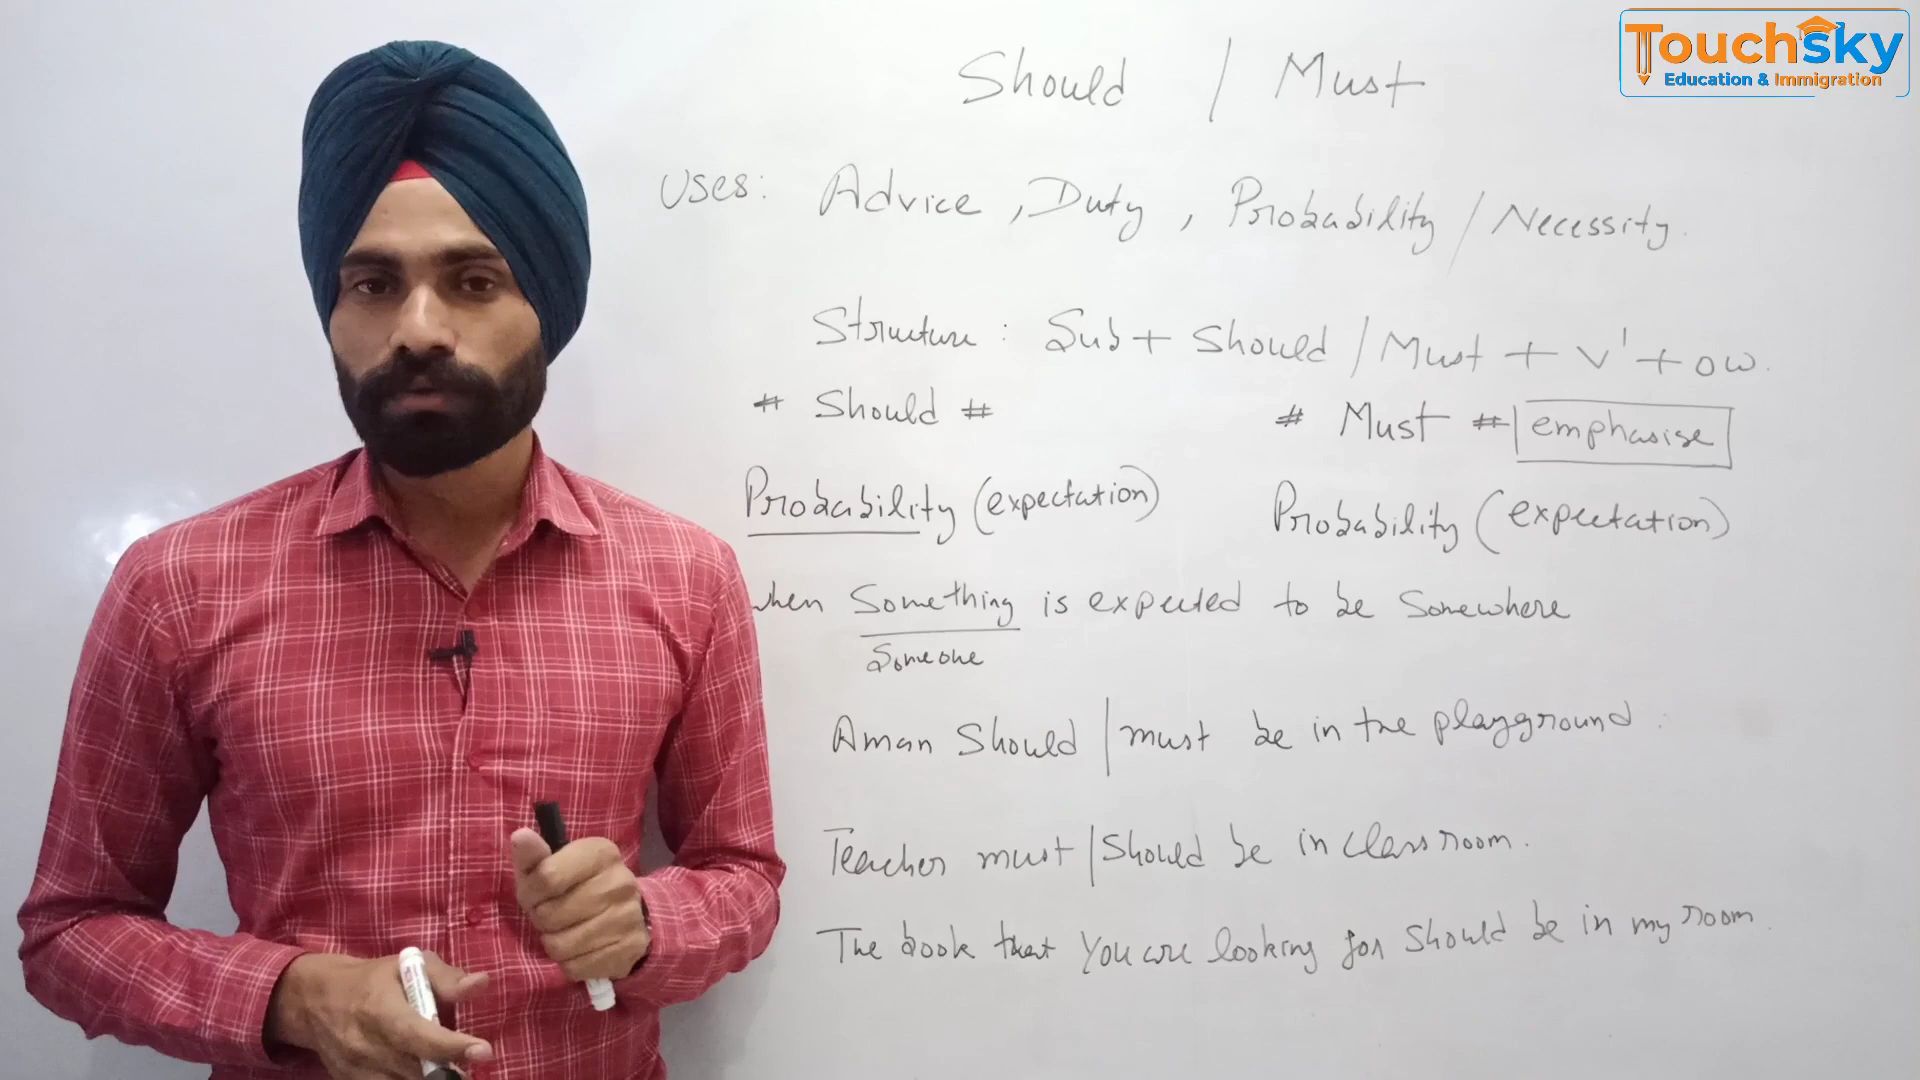 Touchsky
Education & Immigration
Should / Must
Uses: Advice, Duty, Probability / Necessity.
Structure: Sub + Should / Must + V' + ow.
# Should # # Must # emphasise
Probability (expectation) Probability (expectation)
when Something is expected to be Somewhere
Someone
Aman Should / must be in the playground.
Teacher must / Should be in class room.
The book that You are looking for Should be in my room.